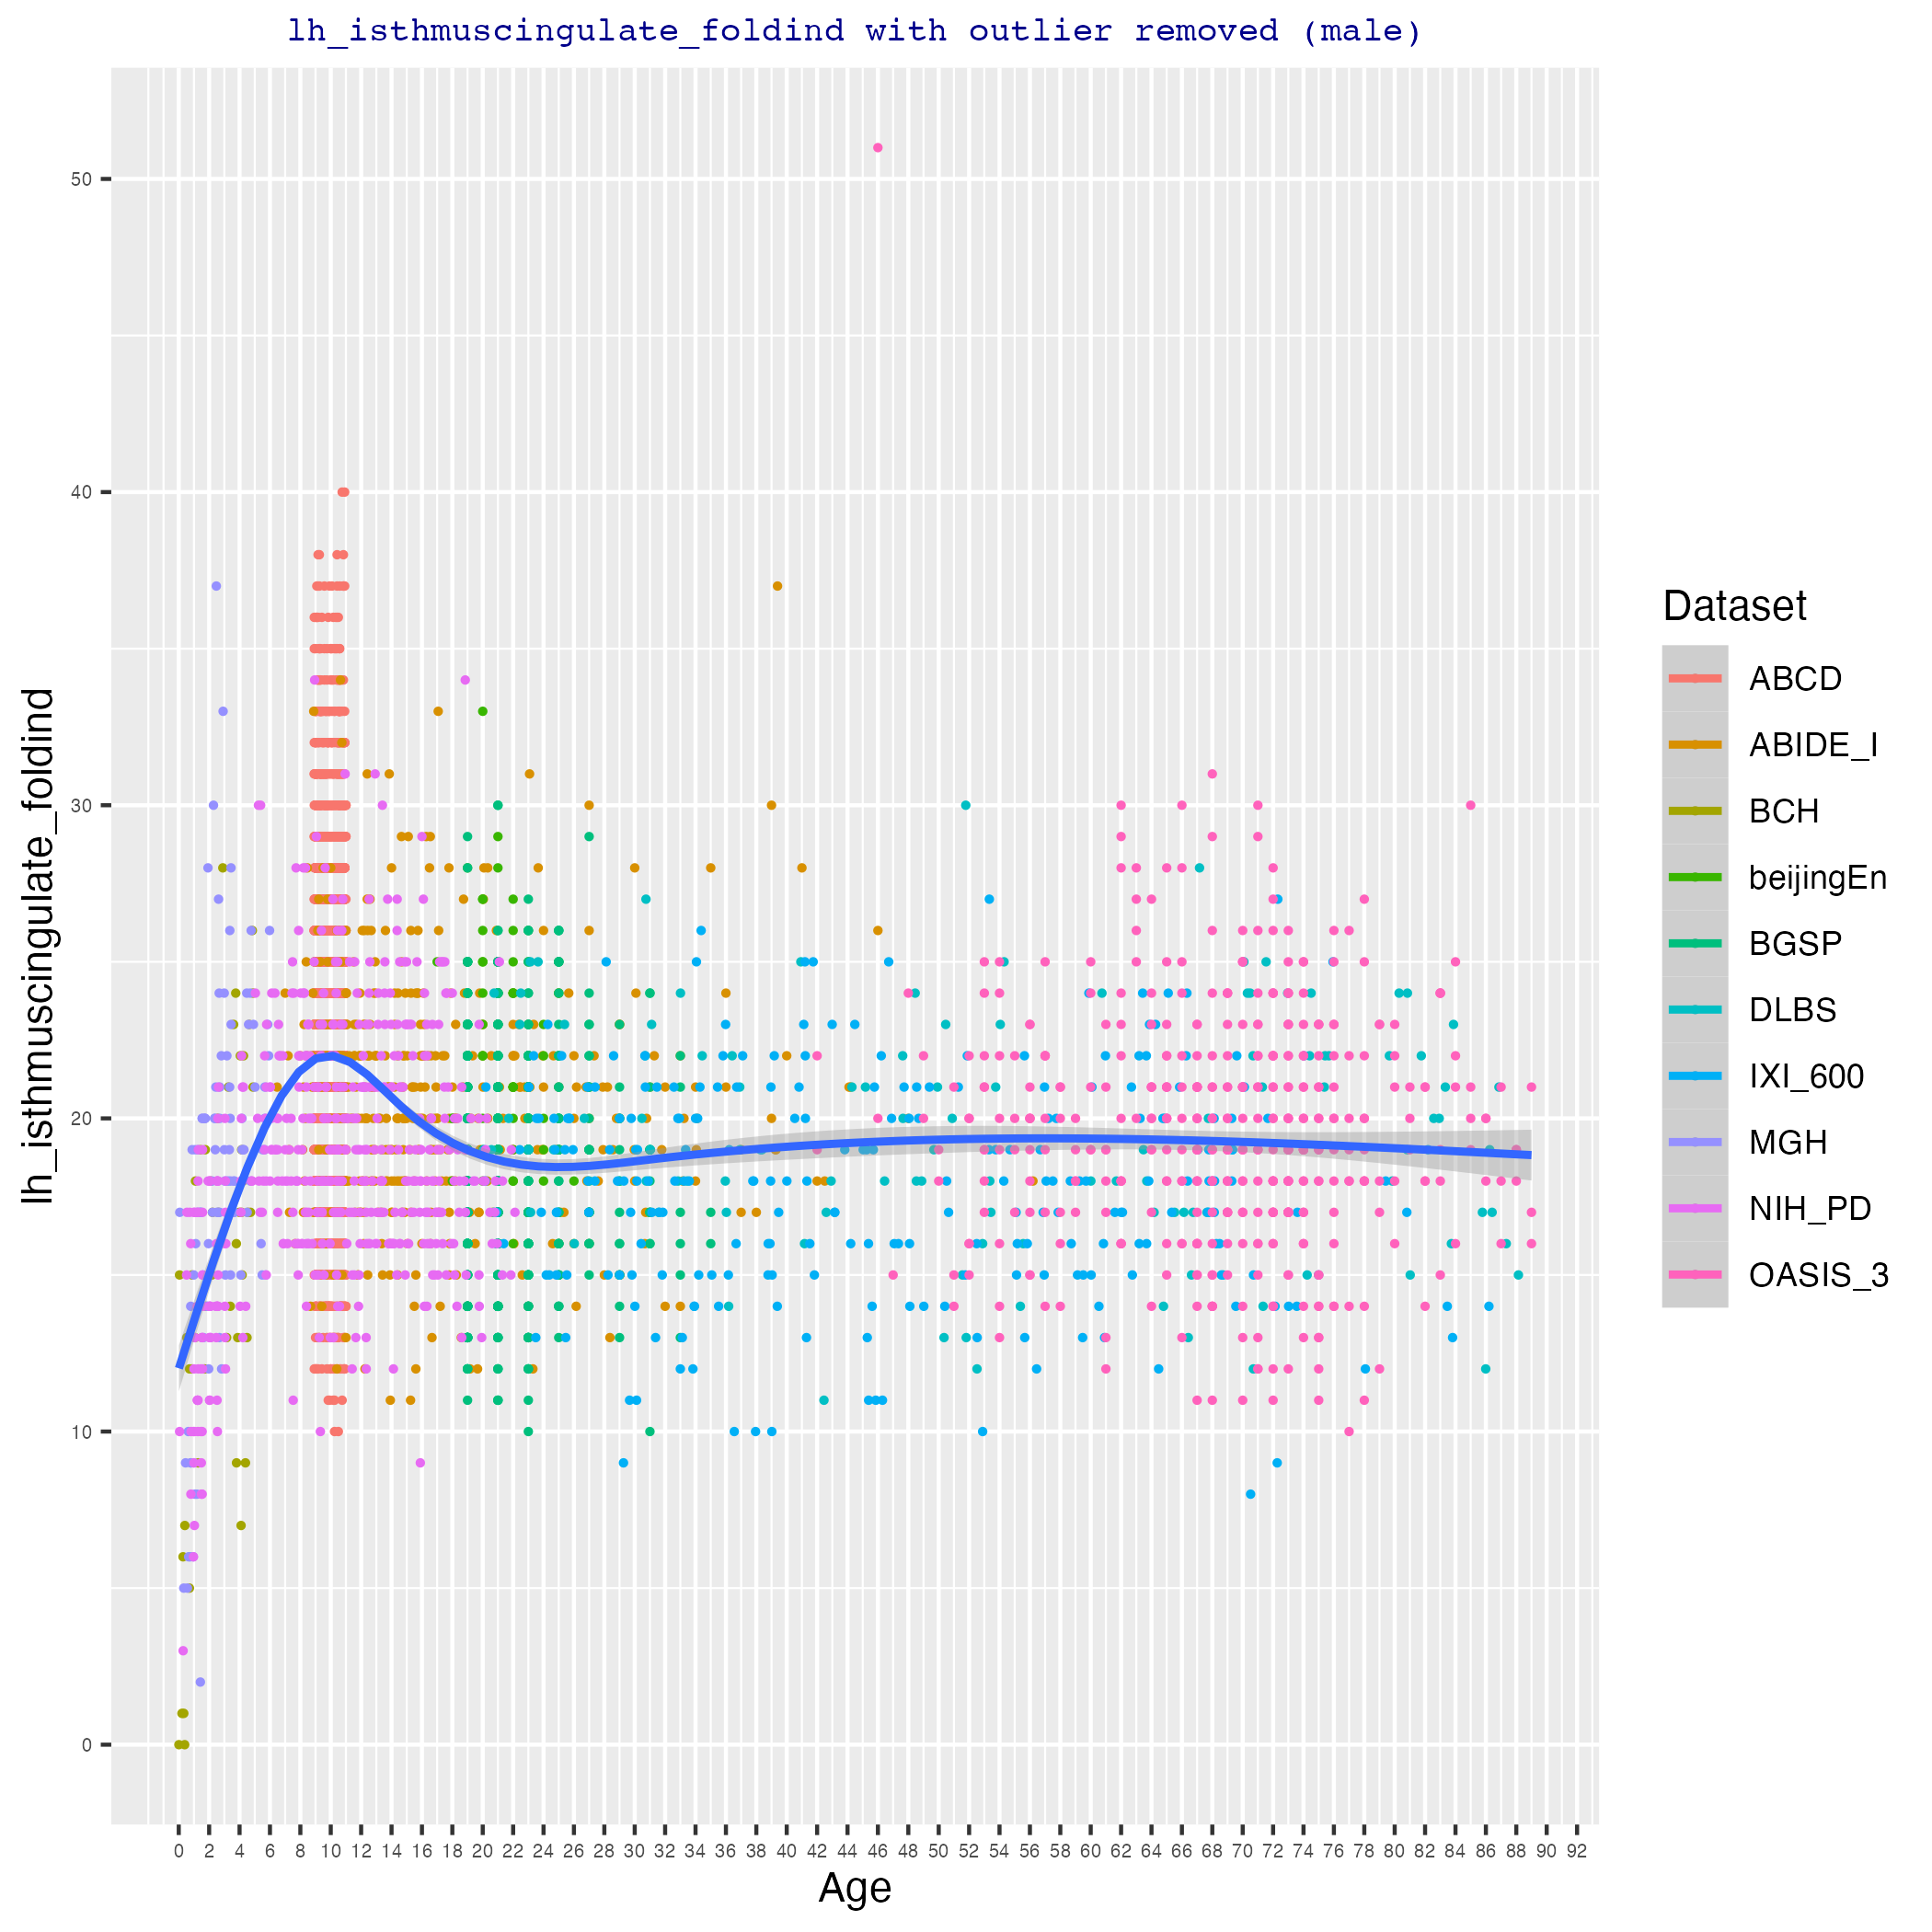 lh_isthmuscingulate_foldind with outlier removed (male)
lh_isthmuscingulate_foldind
50
40
30
20
10
0
0 2 4 6 8 10 12 14 16 18 20 22 24 26 28 30 32 34 36 38 40 42 44 46 48 50 52 54 56 58 60 62 64 66 68 70 72 74 76 78 80 82 84 86 88 90 92
Age
Dataset
ABCD
ABIDE_I
BCH
beijingEn
BGSP
DLBS
IXI_600
MGH
NIH_PD
OASIS_3